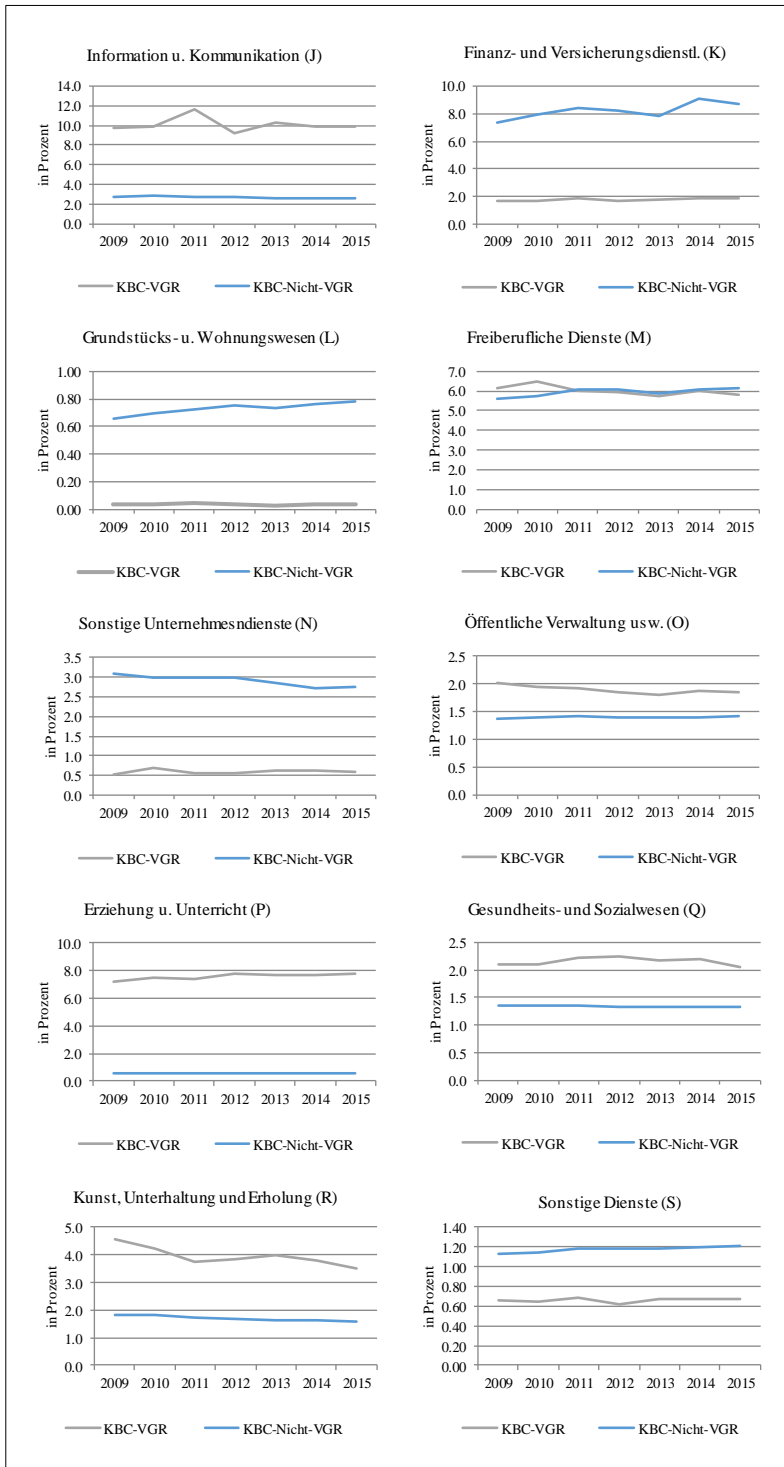 Information u. Kommunikation (J)
in Prozent
14.0
12.0
10.0
8.0
6.0
4.0
2.0
0.0
2009 2010 2011 2012 2013 2014 2015
KBC-VGR KBC-Nicht-VGR
Finanz- und Versicherungsdienstl. (K)
in Prozent
10.0
8.0
6.0
4.0
2.0
0.0
2009 2010 2011 2012 2013 2014 2015
KBC-VGR KBC-Nicht-VGR
Grundstücks- u. Wohnungswesen (L)
in Prozent
1.00
0.80
0.60
0.40
0.20
0.00
2009 2010 2011 2012 2013 2014 2015
KBC-VGR KBC-Nicht-VGR
Freiberufliche Dienste (M)
in Prozent
7.0
6.0
5.0
4.0
3.0
2.0
1.0
0.0
2009 2010 2011 2012 2013 2014 2015
KBC-VGR KBC-Nicht-VGR
Sonstige Unternehmesndienste (N)
in Prozent
3.5
3.0
2.5
2.0
1.5
1.0
0.5
0.0
2009 2010 2011 2012 2013 2014 2015
KBC-VGR KBC-Nicht-VGR
Öffentliche Verwaltung usw. (O)
in Prozent
2.5
2.0
1.5
1.0
0.5
0.0
2009 2010 2011 2012 2013 2014 2015
KBC-VGR KBC-Nicht-VGR
Erziehung u. Unterricht (P)
in Prozent
10.0
8.0
6.0
4.0
2.0
0.0
2009 2010 2011 2012 2013 2014 2015
KBC-VGR KBC-Nicht-VGR
Gesundheits- und Sozialwesen (Q)
in Prozent
2.5
2.0
1.5
1.0
0.5
0.0
2009 2010 2011 2012 2013 2014 2015
KBC-VGR KBC-Nicht-VGR
Kunst, Unterhaltung und Erholung (R)
in Prozent
5.0
4.0
3.0
2.0
1.0
0.0
2009 2010 2011 2012 2013 2014 2015
KBC-VGR KBC-Nicht-VGR
Sonstige Dienste (S)
in Prozent
1.40
1.20
1.00
0.80
0.60
0.40
0.20
0.00
2009 2010 2011 2012 2013 2014 2015
KBC-VGR KBC-Nicht-VGR